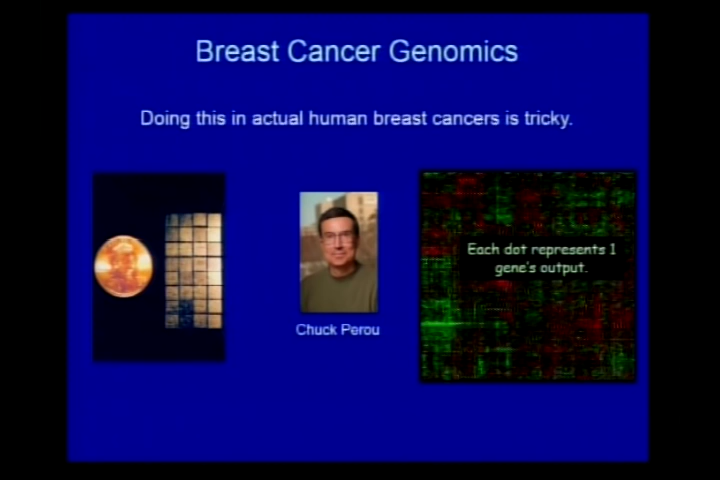 Breast Cancer Genomics
Doing this in actual human breast cancers is tricky.
Each dot represents 1
gene's output.
Chuck Perou